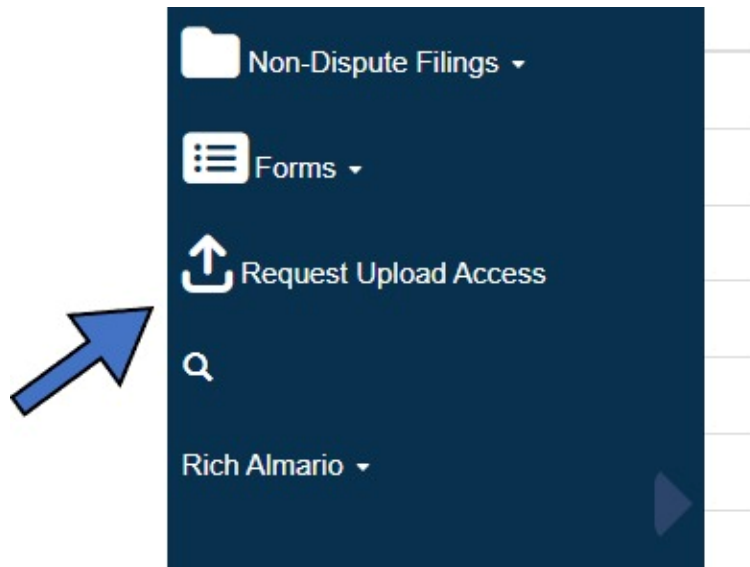 Non-Dispute Filings
Forms
Request Upload Access
Rich Almario